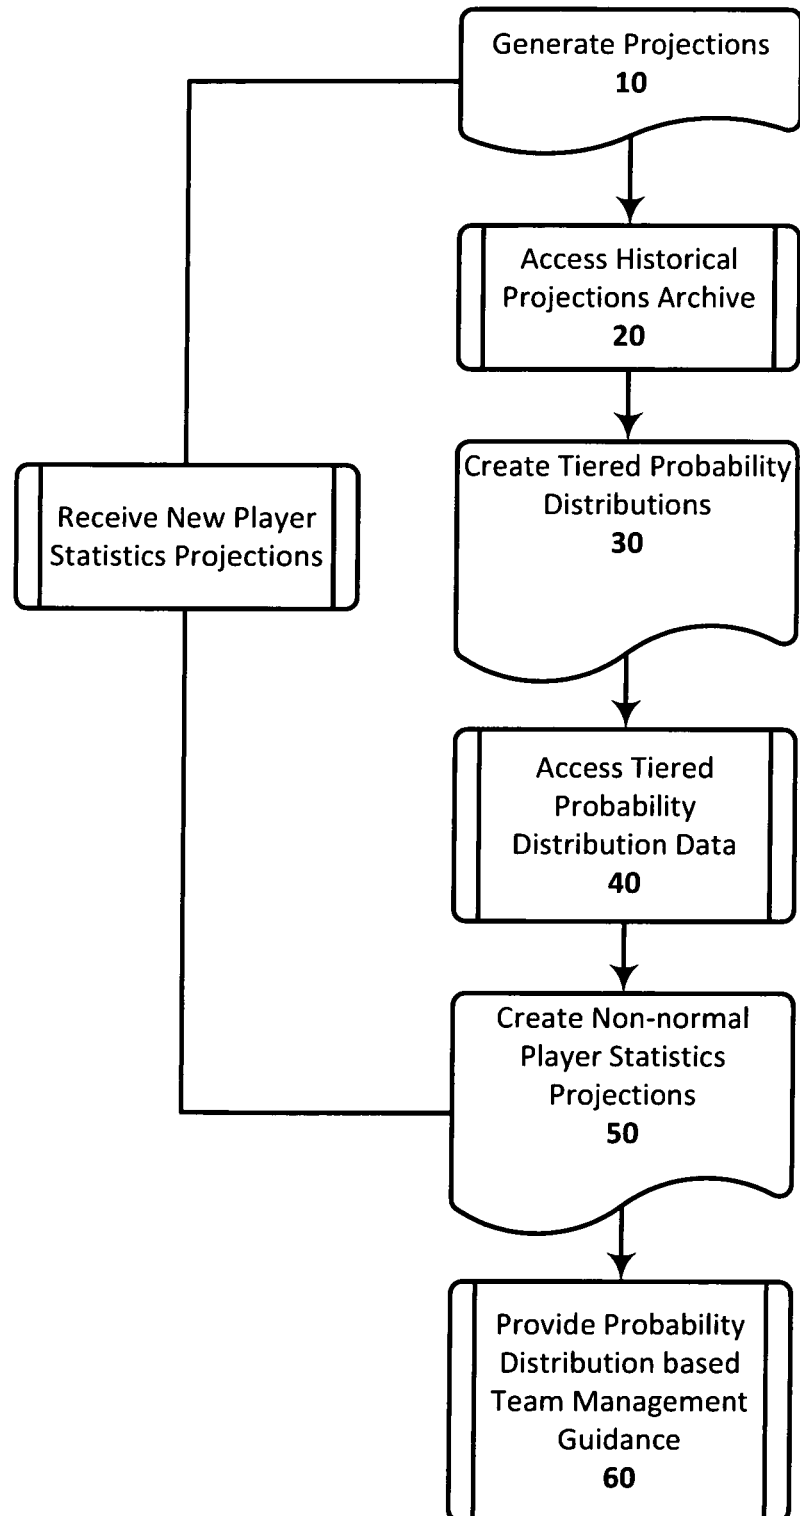 Generate Projections
10
Access Historical
Projections Archive
20
Create Tiered Probability
Distributions
30
Receive New Player
Statistics Projections
Access Tiered
Probability
Distribution Data
40
Create Non-normal
Player Statistics
Projections
50
Provide Probability
Distribution based
Team Management
Guidance
60